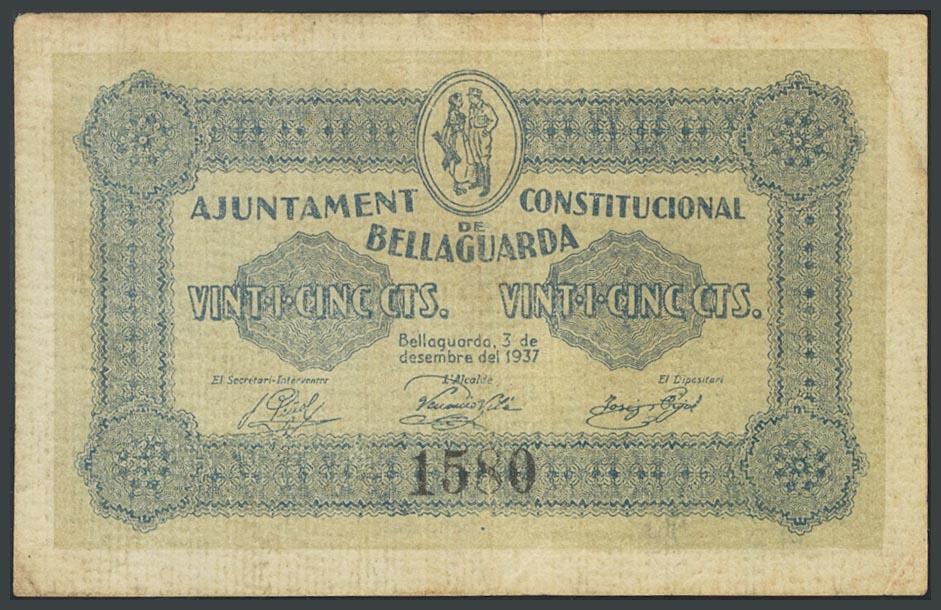 AJUNTAMENT CONSTITUCIONAL
DE
BELLAGUARDA
VINT·I·CINC CTS. VINT·I·CINC CTS.
Bellaguarda, 3 de
desembre del 1937
El Secretari-Interventor L'Alcalde El Dipositari
1580